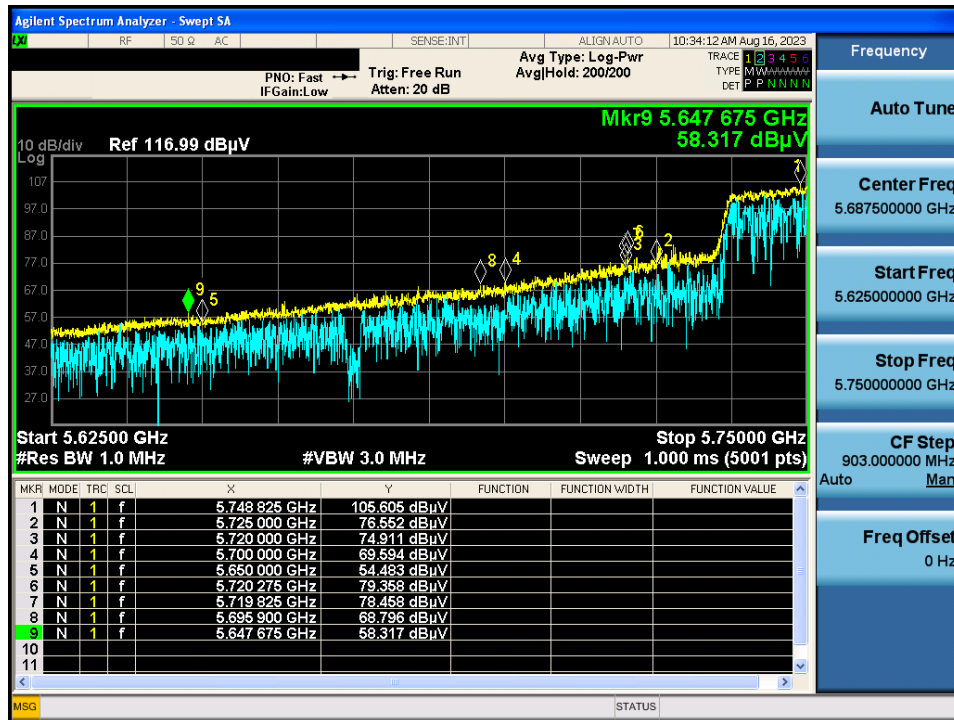 Agilent Spectrum Analyzer - Swept SA
LXI RF 50 Ω AC SENSE:INT ALIGN AUTO 10:34:12 AM Aug 16, 2023
PNO: Fast Trig: Free Run Avg Type: Log-Pwr TRACE 1 2 3 4 5 6
IFGain:Low Atten: 20 dB Avg|Hold: 200/200 TYPE M W
DET P P N N N N
Mkr9 5.647 675 GHz
58.317 dBµV
10 dB/div Ref 116.99 dBµV
Log
107
97.0
87.0
77.0
67.0
57.0
47.0
37.0
27.0
9 5 8 4 6 3 2 1
Start 5.62500 GHz Stop 5.75000 GHz
#Res BW 1.0 MHz #VBW 3.0 MHz Sweep 1.000 ms (5001 pts)
MKR MODE TRC SCL X Y FUNCTION FUNCTION WIDTH FUNCTION VALUE
1 N 1 f 5.748 825 GHz 105.605 dBµV
2 N 1 f 5.725 000 GHz 76.552 dBµV
3 N 1 f 5.720 000 GHz 74.911 dBµV
4 N 1 f 5.700 000 GHz 69.594 dBµV
5 N 1 f 5.650 000 GHz 54.483 dBµV
6 N 1 f 5.720 275 GHz 79.358 dBµV
7 N 1 f 5.719 825 GHz 78.458 dBµV
8 N 1 f 5.695 900 GHz 68.796 dBµV
9 N 1 f 5.647 675 GHz 58.317 dBµV
10
11
MSG STATUS
Frequency
Auto Tune
Center Freq
5.687500000 GHz
Start Freq
5.625000000 GHz
Stop Freq
5.750000000 GHz
CF Step
903.000000 MHz
Auto Man
Freq Offset
0 Hz